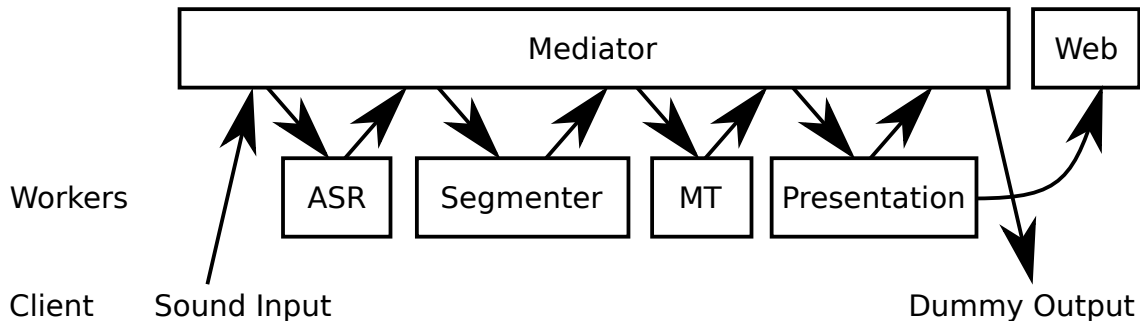 Mediator
Web
Workers
ASR
Segmenter
MT
Presentation
Client
Sound Input
Dummy Output